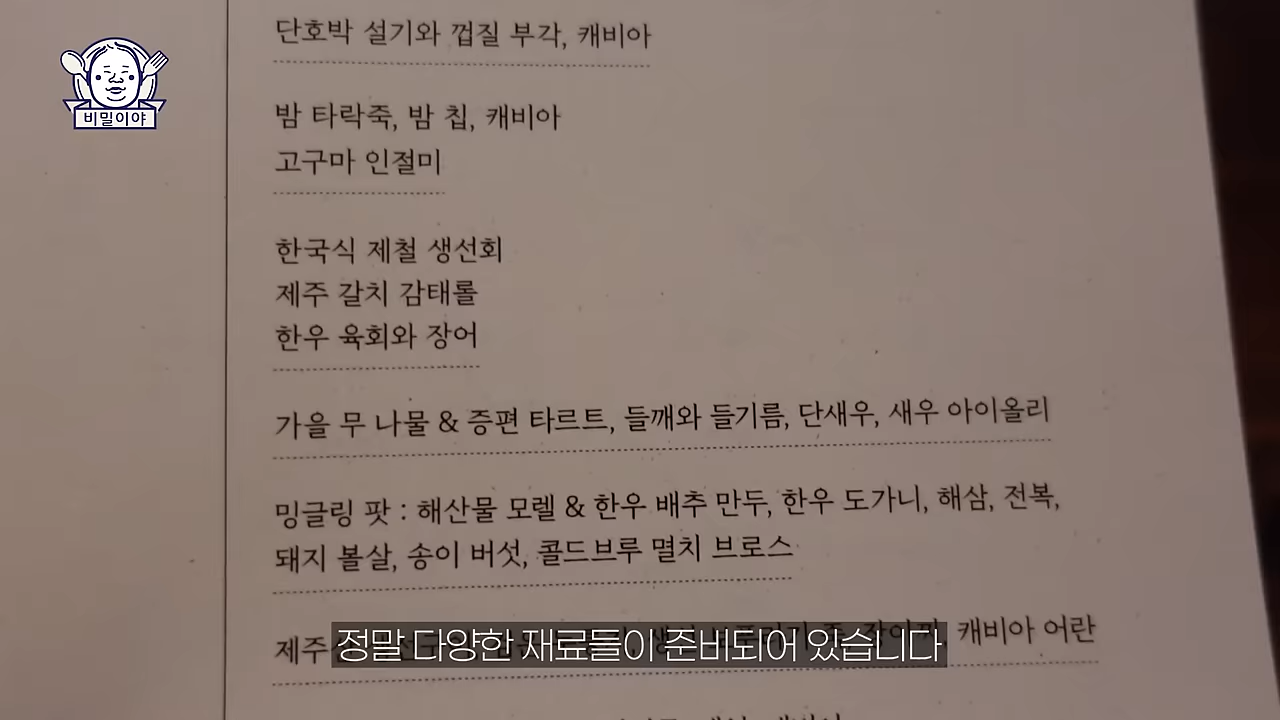 비밀이야
단호박 설기와 껍질 부각, 캐비아
밤 타락죽, 밤 칩, 캐비아
고구마 인절미
한국식 제철 생선회
제주 갈치 감태롤
한우 육회와 장어
가을 무 나물 & 증편 타르트, 들깨와 들기름, 단새우, 새우 아이올리
밍글링 팟 : 해산물 모렐 & 한우 배추 만두, 한우 도가니, 해삼, 전복,
돼지 볼살, 송이 버섯, 콜드브루 멸치 브로스
제주 캐비아 어란
정말 다양한 재료들이 준비되어 있습니다